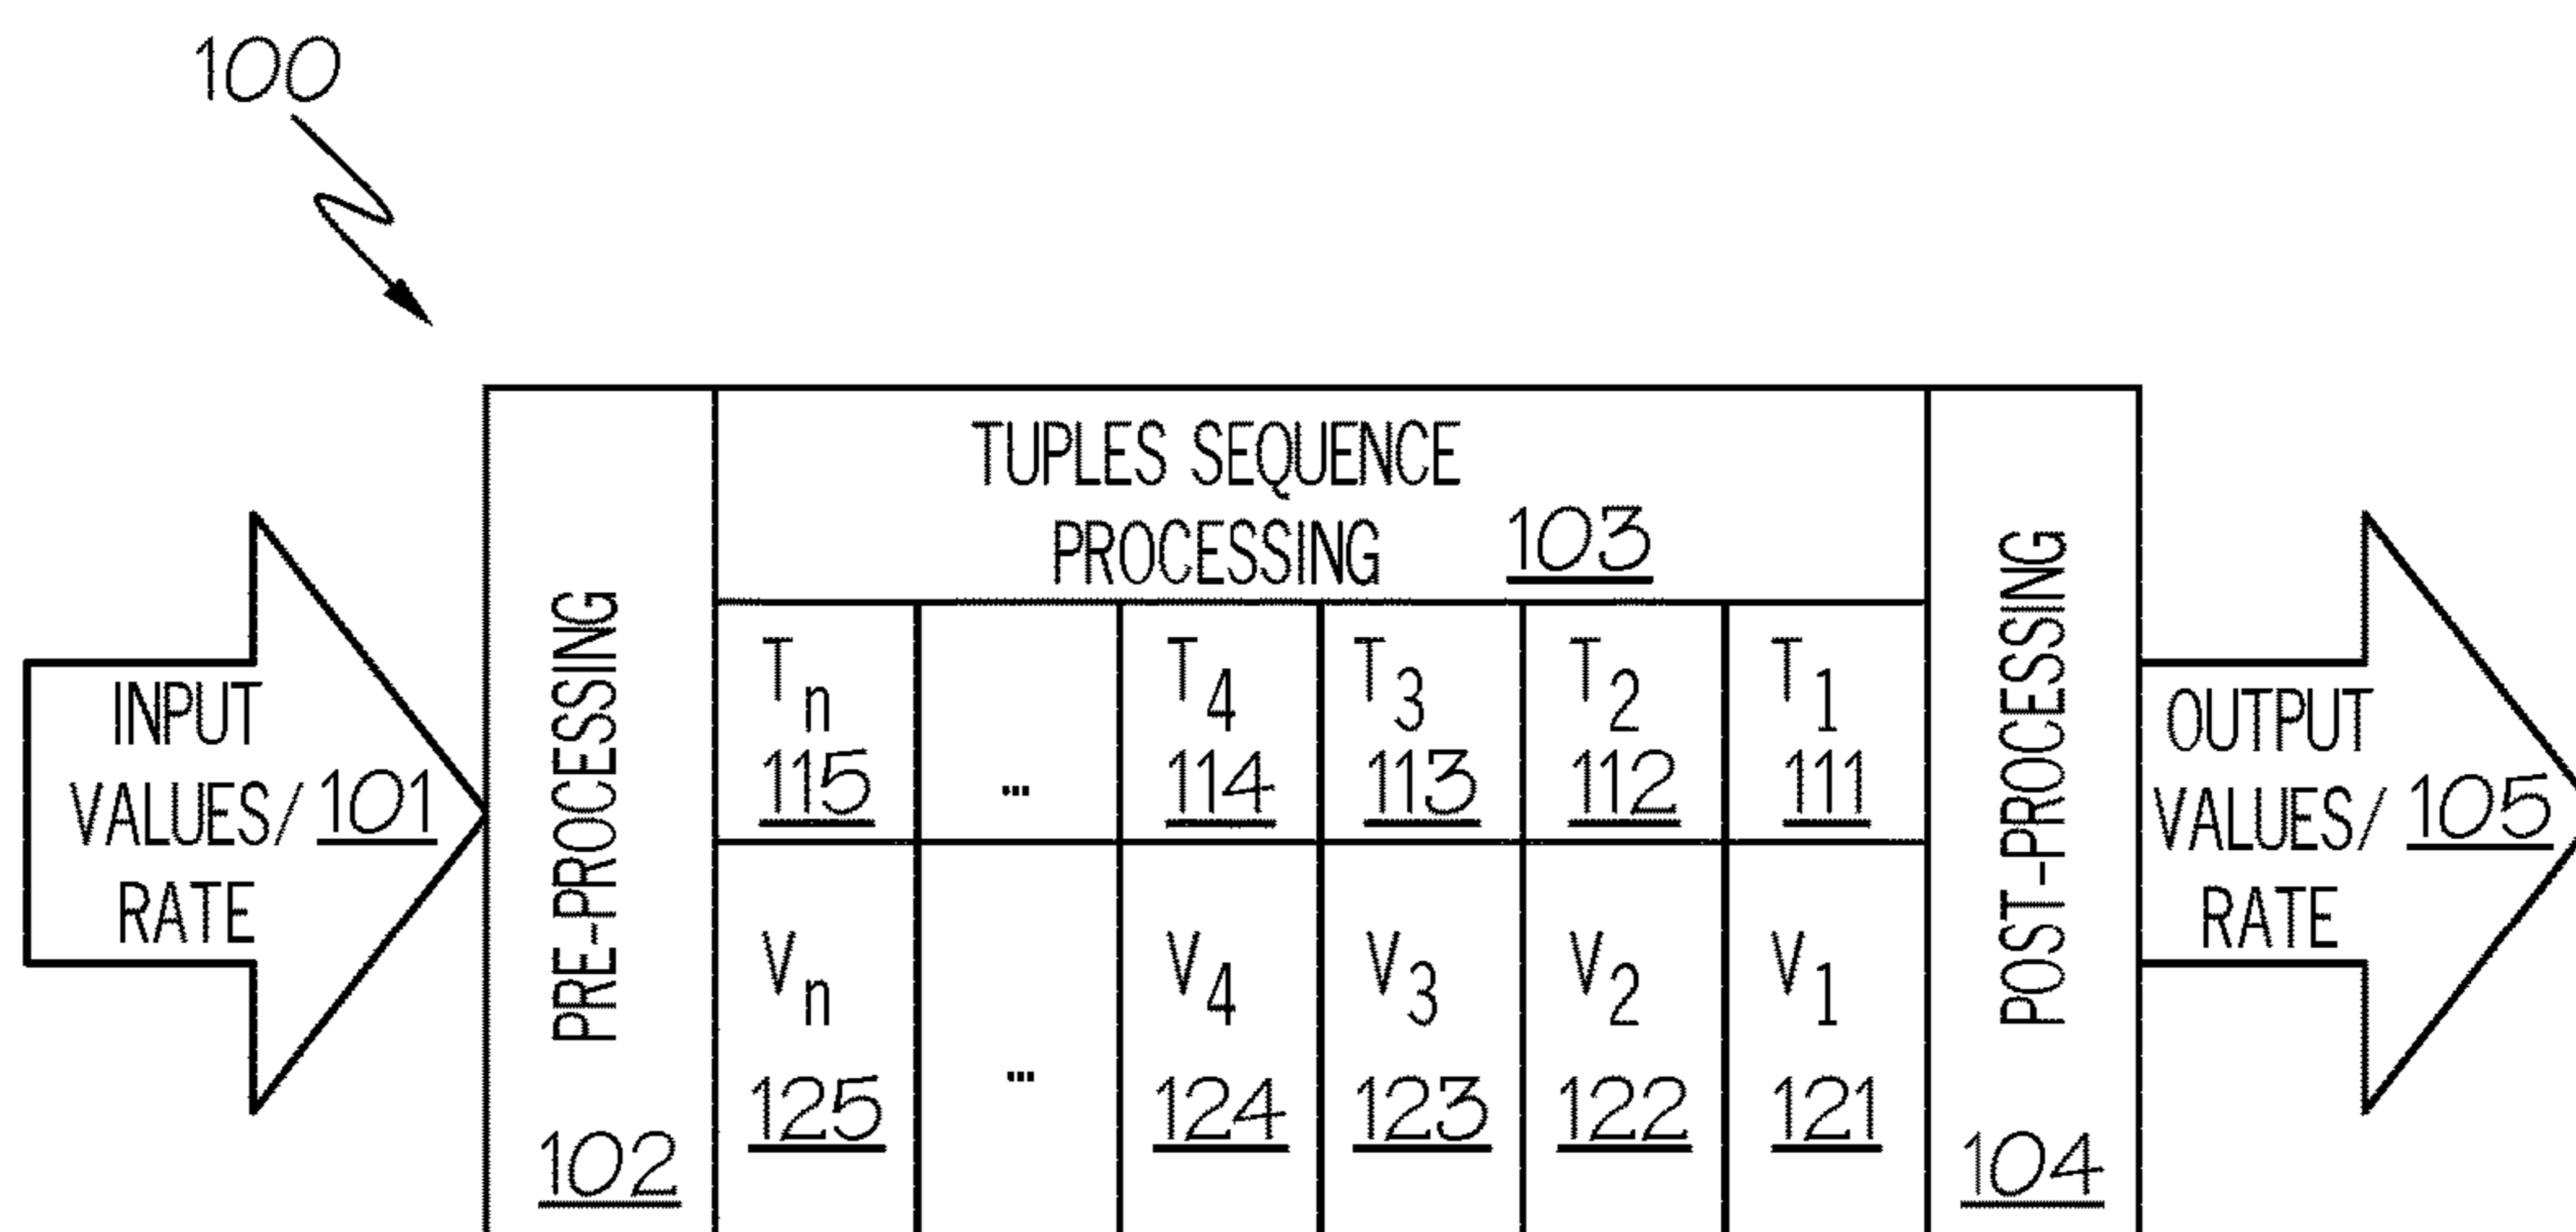 100
TUPLES SEQUENCE
PROCESSING 103
INPUT
VALUES/ 101
RATE
PRE-PROCESSING
102
Tn T4 T3 T2 T1
115 ... 114 113 112 111
Vn V4 V3 V2 V1
125 ... 124 123 122 121
POST-PROCESSING
104
OUTPUT
VALUES/ 105
RATE